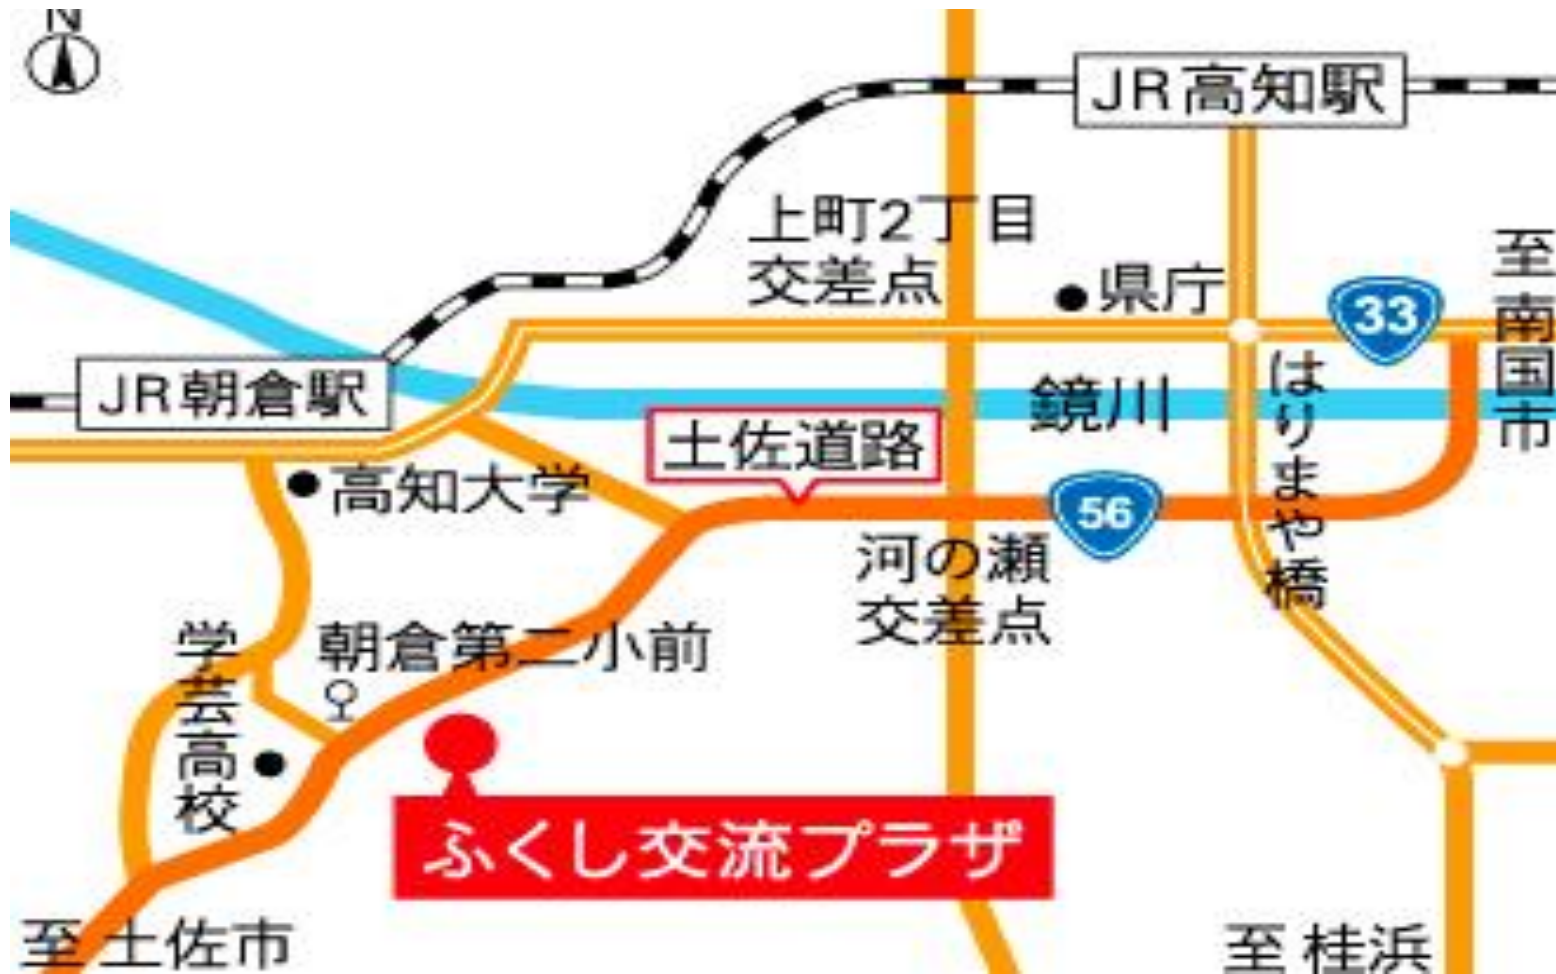 N
JR高知駅
上町2丁目
交差点
県庁
33
至南国市
JR朝倉駅
鏡川
はりまや橋
土佐道路
高知大学
56
河の瀬
交差点
朝倉第二小前
学芸高校
ふくし交流プラザ
至 土佐市
至 桂浜